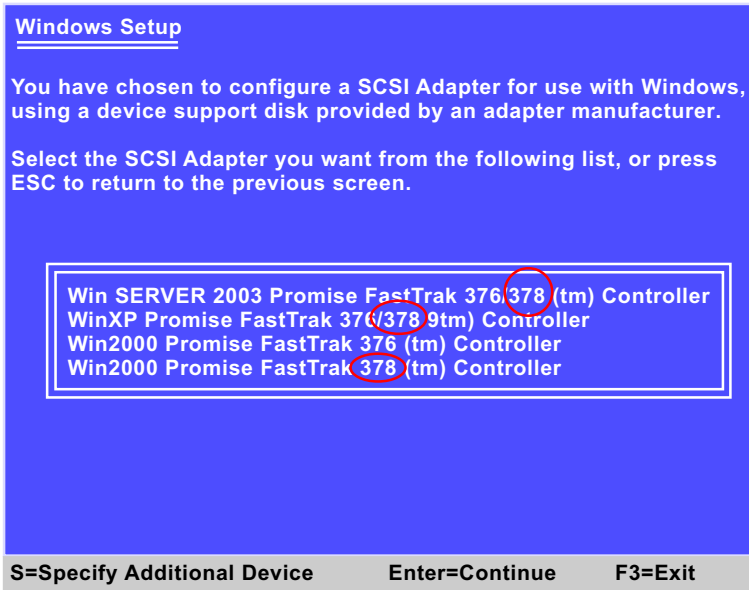 Windows Setup
You have chosen to configure a SCSI Adapter for use with Windows,
using a device support disk provided by an adapter manufacturer.
Select the SCSI Adapter you want from the following list, or press
ESC to return to the previous screen.
Win SERVER 2003 Promise FastTrak 376/378 (tm) Controller
WinXP Promise FastTrak 376/378 9tm) Controller
Win2000 Promise FastTrak 376 (tm) Controller
Win2000 Promise FastTrak 378 (tm) Controller
S=Specify Additional Device Enter=Continue F3=Exit